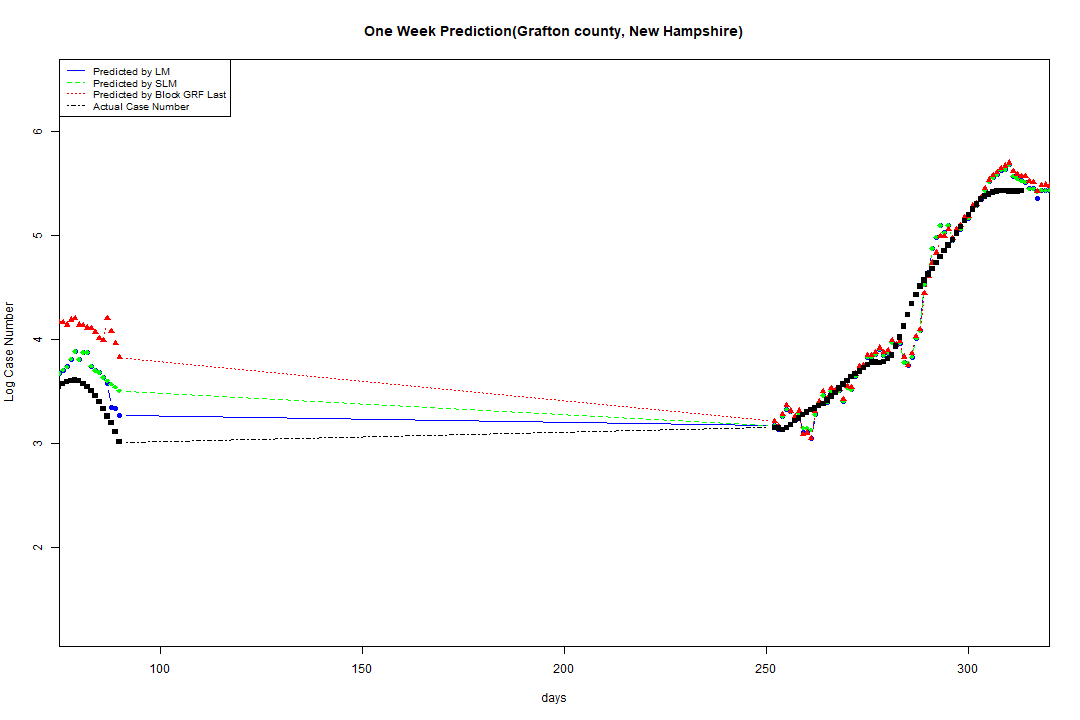 One Week Prediction(Grafton county, New Hampshire)
Predicted by LM
Predicted by SLM
Predicted by Block GRF Last
Actual Case Number
6
5
4
3
2
Log Case Number
100
150
200
250
300
days